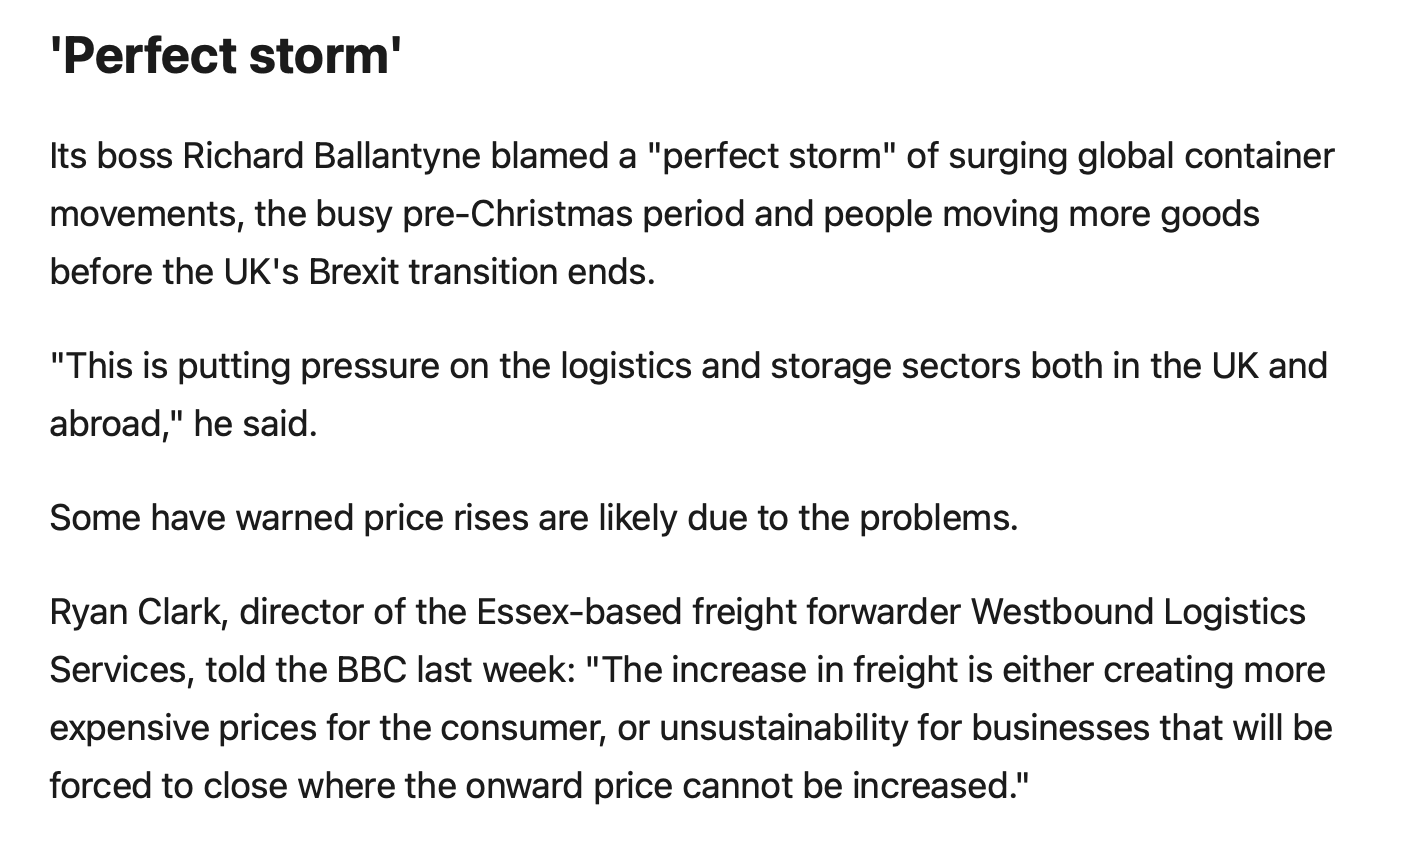 'Perfect storm'
Its boss Richard Ballantyne blamed a "perfect storm" of surging global container
movements, the busy pre-Christmas period and people moving more goods
before the UK's Brexit transition ends.
"This is putting pressure on the logistics and storage sectors both in the UK and
abroad," he said.
Some have warned price rises are likely due to the problems.
Ryan Clark, director of the Essex-based freight forwarder Westbound Logistics
Services, told the BBC last week: "The increase in freight is either creating more
expensive prices for the consumer, or unsustainability for businesses that will be
forced to close where the onward price cannot be increased."